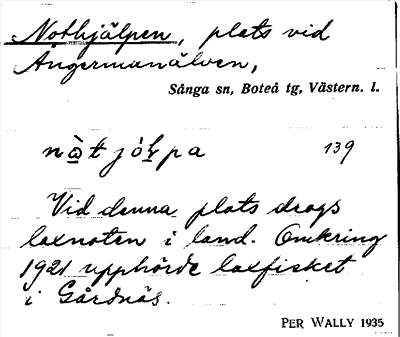 Nothjälpen, plats vid
Ångermanälven,
Sånga sn, Boteå tg, Västern. l.
139
Vid denna plats drogs
laxnoten i land. Omkring
1921 upphörde laxfisket
i Gårdnäs.
PER WALLY 1935